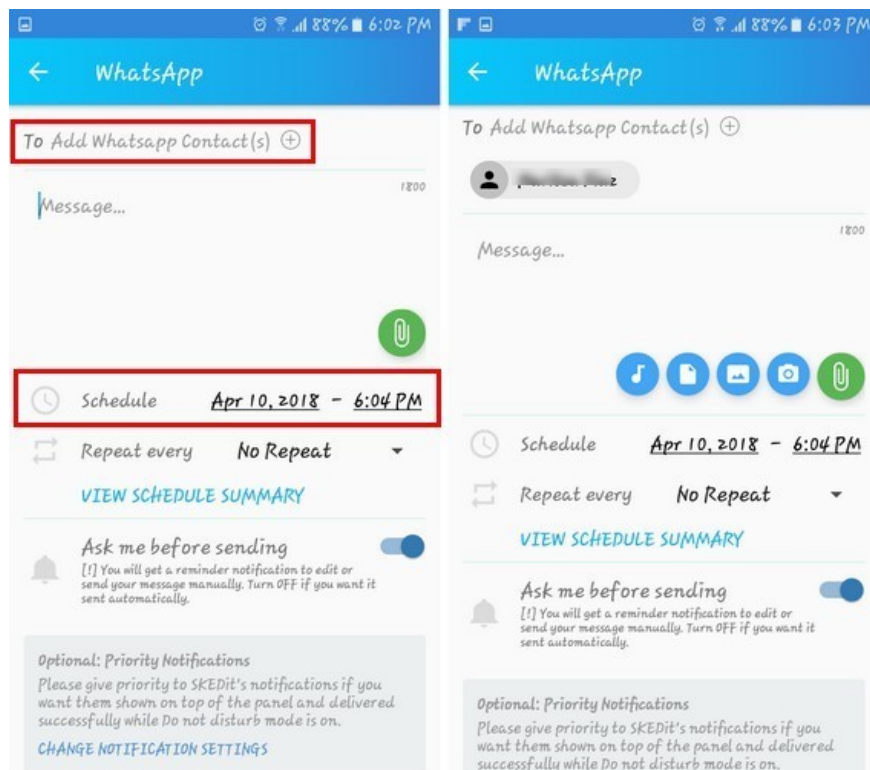 88% 6:02 PM
WhatsApp
To Add Whatsapp Contact(s)
1800
Message...
Schedule Apr 10, 2018 - 6:04 PM
Repeat every No Repeat
VIEW SCHEDULE SUMMARY
Ask me before sending
[!] You will get a reminder notification to edit or
send your message manually. Turn OFF if you want it
sent automatically.
Optional: Priority Notifications
Please give priority to SKEDit's notifications if you
want them shown on top of the panel and delivered
successfully while Do not disturb mode is on.
CHANGE NOTIFICATION SETTINGS
88% 6:03 PM
WhatsApp
To Add Whatsapp Contact(s)
1800
Message...
Schedule Apr 10, 2018 - 6:04 PM
Repeat every No Repeat
VIEW SCHEDULE SUMMARY
Ask me before sending
[!] You will get a reminder notification to edit or
send your message manually. Turn OFF if you want it
sent automatically.
Optional: Priority Notifications
Please give priority to SKEDit's notifications if you
want them shown on top of the panel and delivered
successfully while Do not disturb mode is on.